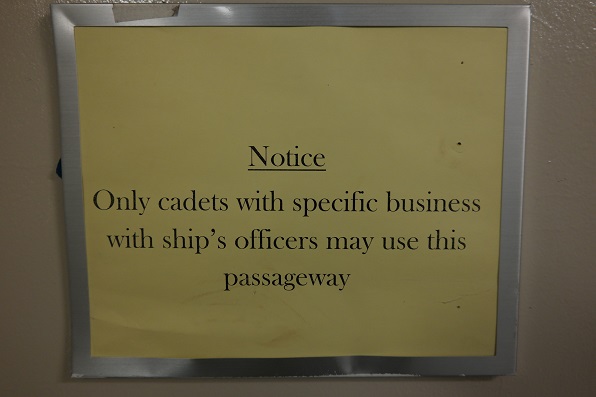 Notice
Only cadets with specific business
with ship's officers may use this
passageway